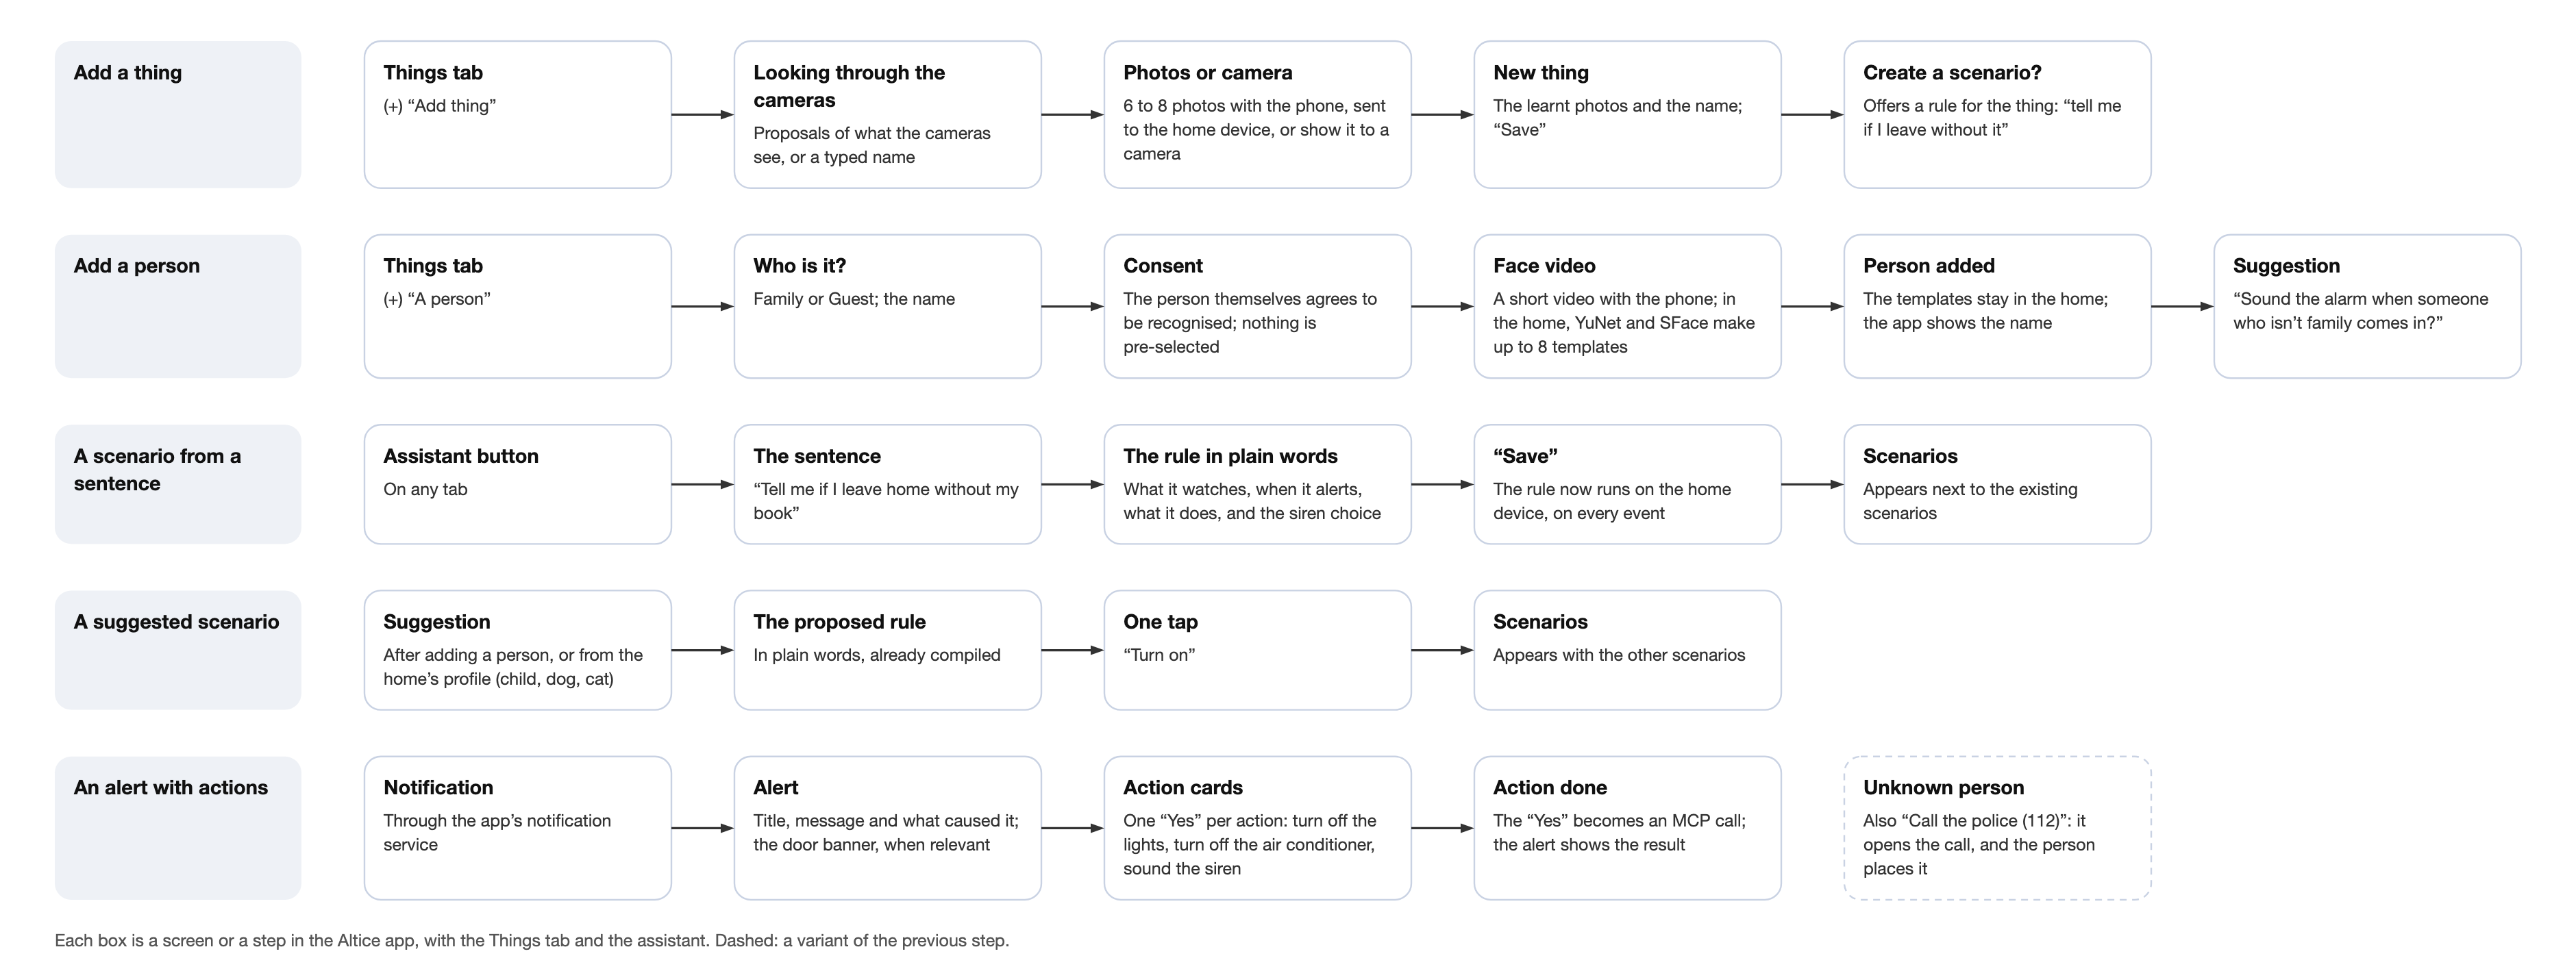 Add a thing
Things tab
(+) “Add thing”
Looking through the
cameras
Proposals of what the cameras
see, or a typed name
Photos or camera
6 to 8 photos with the phone, sent
to the home device, or show it to a
camera
New thing
The learnt photos and the name;
“Save”
Create a scenario?
Offers a rule for the thing: “tell me
if I leave without it”
Add a person
Things tab
(+) “A person”
Who is it?
Family or Guest; the name
Consent
The person themselves agrees to
be recognised; nothing is
pre-selected
Face video
A short video with the phone; in
the home, YuNet and SFace make
up to 8 templates
Person added
The templates stay in the home;
the app shows the name
Suggestion
“Sound the alarm when someone
who isn’t family comes in?”
A scenario from a
sentence
Assistant button
On any tab
The sentence
“Tell me if I leave home without my
book”
The rule in plain words
What it watches, when it alerts,
what it does, and the siren choice
“Save”
The rule now runs on the home
device, on every event
Scenarios
Appears next to the existing
scenarios
A suggested scenario
Suggestion
After adding a person, or from the
home’s profile (child, dog, cat)
The proposed rule
In plain words, already compiled
One tap
“Turn on”
Scenarios
Appears with the other scenarios
An alert with actions
Notification
Through the app’s notification
service
Alert
Title, message and what caused it;
the door banner, when relevant
Action cards
One “Yes” per action: turn off the
lights, turn off the air conditioner,
sound the siren
Action done
The “Yes” becomes an MCP call;
the alert shows the result
Unknown person
Also “Call the police (112)”: it
opens the call, and the person
places it
Each box is a screen or a step in the Altice app, with the Things tab and the assistant. Dashed: a variant of the previous step.